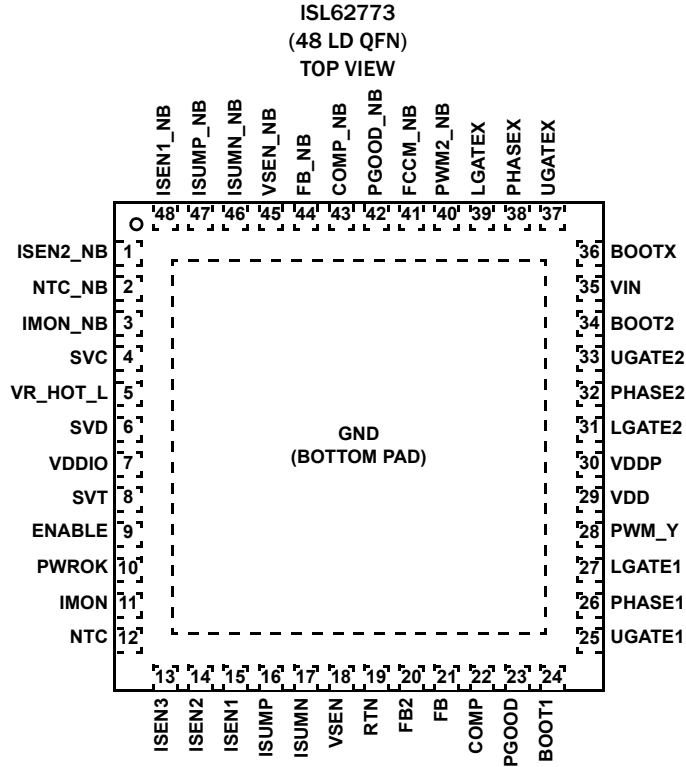 ISL62773
(48 LD QFN)
TOP VIEW
ISEN1_NB
ISUMP_NB
ISUMN_NB
VSEN_NB
FB_NB
COMP_NB
PGOOD_NB
FCCM_NB
PWM2_NB
LGATEX
PHASEX
UGATEX
48 47 46 45 44 43 42 41 40 39 38 37
ISEN2_NB 1
NTC_NB 2
IMON_NB 3
SVC 4
VR_HOT_L 5
SVD 6
VDDIO 7
SVT 8
ENABLE 9
PWROK 10
IMON 11
NTC 12
GND
(BOTTOM PAD)
36 BOOTX
35 VIN
34 BOOT2
33 UGATE2
32 PHASE2
31 LGATE2
30 VDDP
29 VDD
28 PWM_Y
27 LGATE1
26 PHASE1
25 UGATE1
13 14 15 16 17 18 19 20 21 22 23 24
ISEN3
ISEN2
ISEN1
ISUMP
ISUMN
VSEN
RTN
FB2
FB
COMP
PGOOD
BOOT1